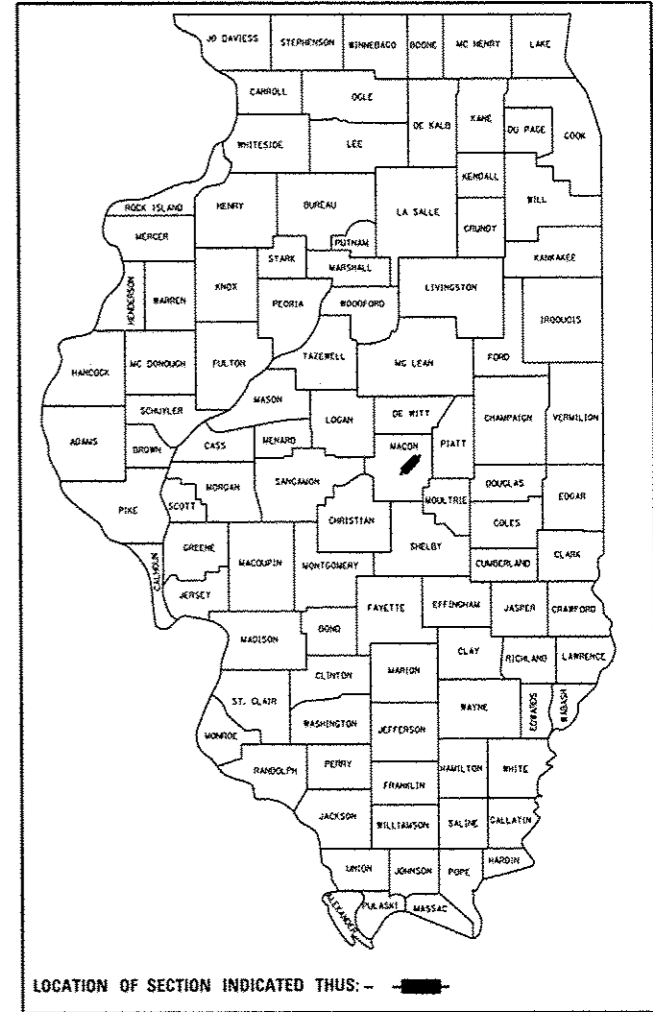 JO DAVIESS STEPHENSON WINNEBAGO BOONE MC HENRY LAKE
CARROLL OGLE DE KALB KANE DU PAGE COOK
WHITESIDE LEE KENDALL WILL
ROCK ISLAND HENRY BUREAU LA SALLE GRUNDY
MERCER STARK PUTNAM MARSHALL KANKAKEE
HENDERSON WARREN KNOX PEORIA WOODFORD LIVINGSTON IROQUOIS
HANCOCK MC DONOUGH FULTON TAZEWELL MC LEAN FORD
SCHUYLER MASON LOGAN DE WITT CHAMPAIGN VERMILION
ADAMS BROWN CASS MENARD MACON PIATT
PIKE SCOTT MORGAN SANGAMON MOULTRIE DOUGLAS EDGAR
CHRISTIAN COLES
CALHOUN GREENE MACOUPIN MONTGOMERY SHELBY CUMBERLAND CLARK
JERSEY FAYETTE EFFINGHAM JASPER CRAWFORD
MADISON BOND CLAY RICHLAND LAWRENCE
CLINTON MARION WAYNE EDWARDS WABASH
ST. CLAIR WASHINGTON JEFFERSON
MONROE
RANDOLPH PERRY FRANKLIN HAMILTON WHITE
JACKSON WILLIAMSON SALINE GALLATIN
UNION JOHNSON POPE HARDIN
ALEXANDER PULASKI MASSAC
LOCATION OF SECTION INDICATED THUS: -